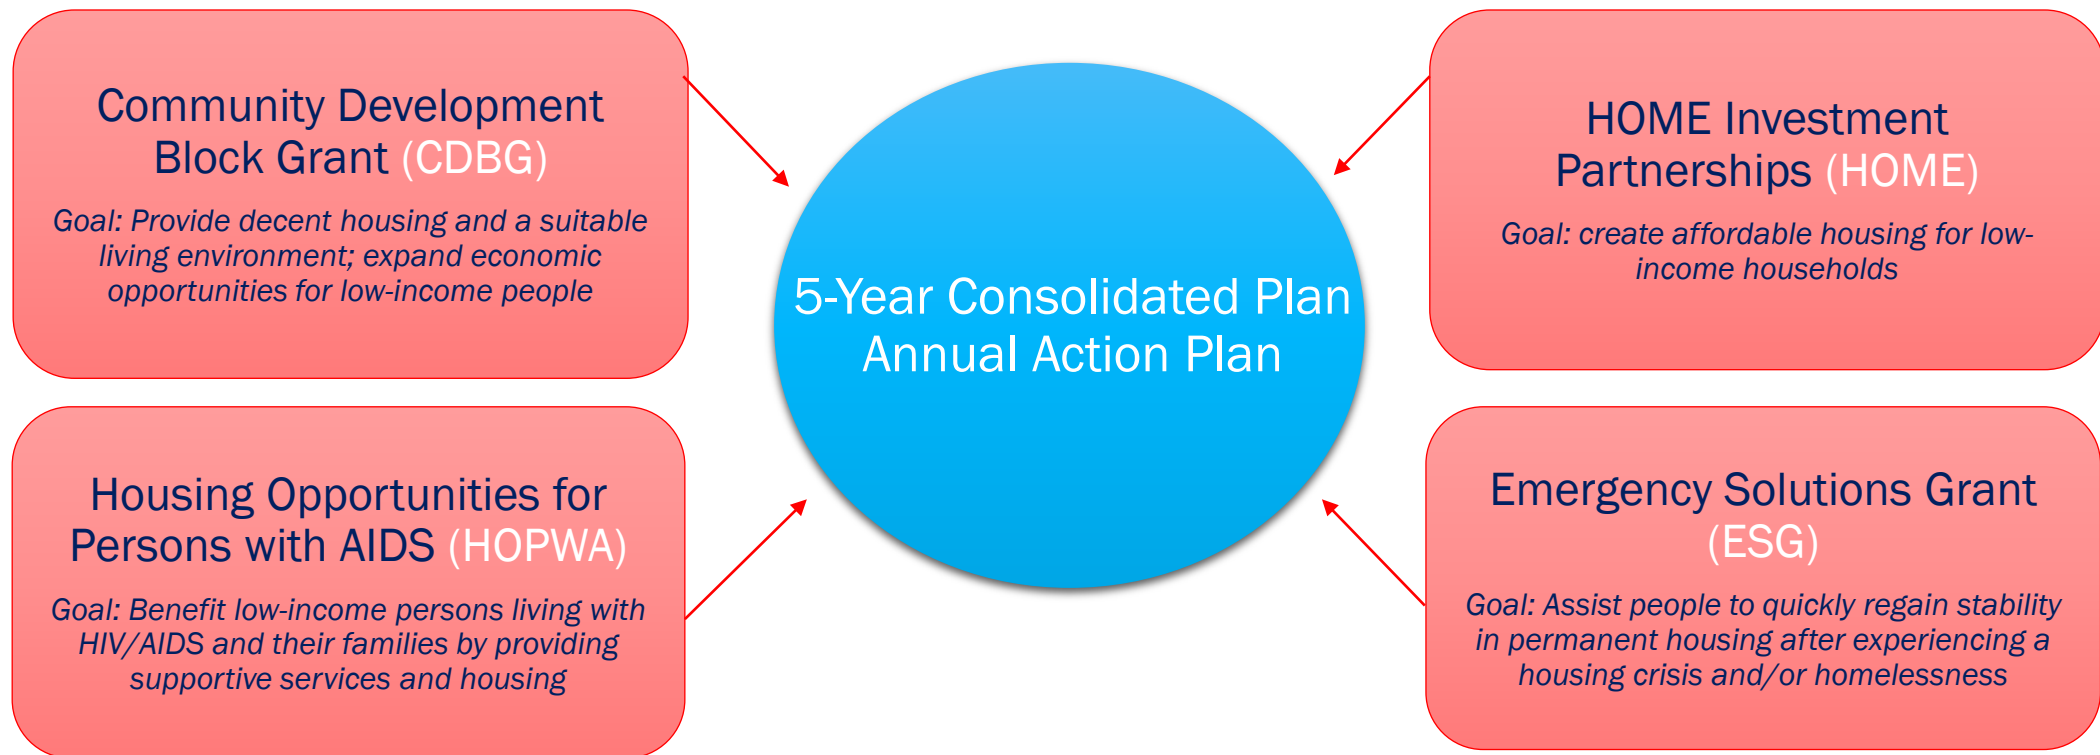 Community Development
Block Grant (CDBG)
Goal: Provide decent housing and a suitable
living environment; expand economic
opportunities for low-income people
HOME Investment
Partnerships (HOME)
Goal: create affordable housing for low-
income households
5-Year Consolidated Plan
Annual Action Plan
Housing Opportunities for
Persons with AIDS (HOPWA)
Goal: Benefit low-income persons living with
HIV/AIDS and their families by providing
supportive services and housing
Emergency Solutions Grant
(ESG)
Goal: Assist people to quickly regain stability
in permanent housing after experiencing a
housing crisis and/or homelessness